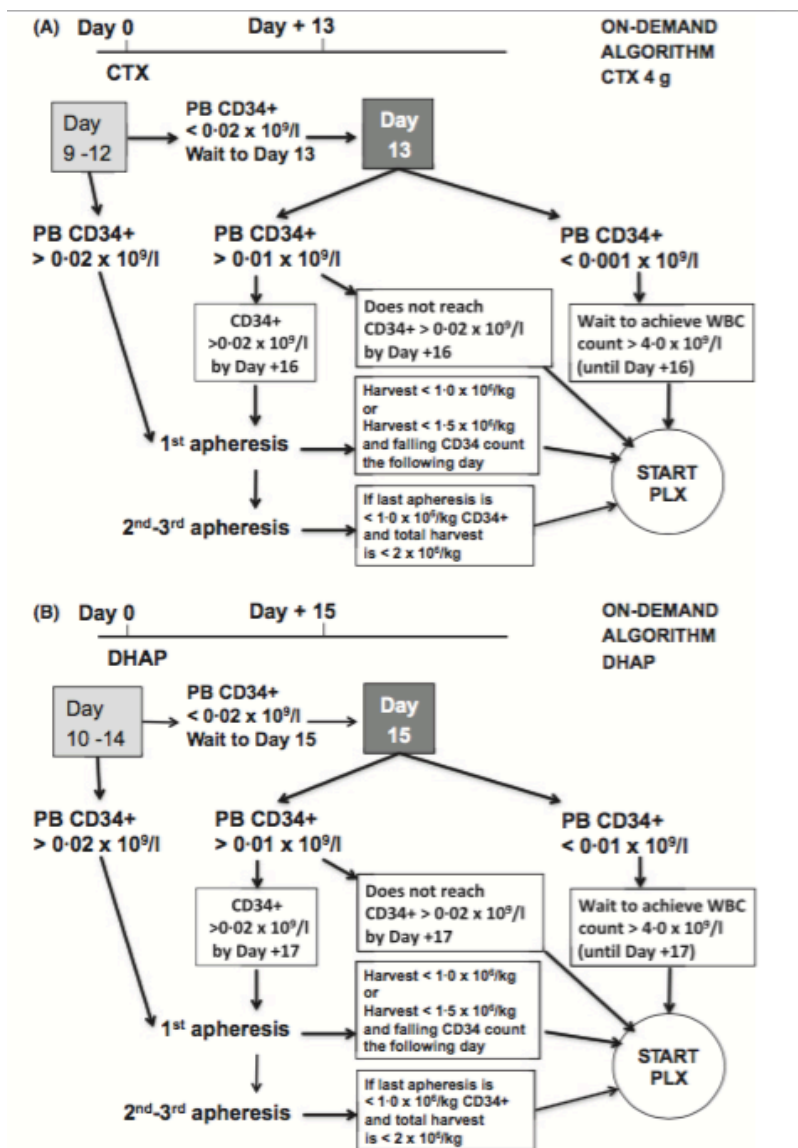 (A) Day 0 Day + 13 ON-DEMAND
ALGORITHM
CTX CTX 4 g
Day
9 -12
PB CD34+
< 0·02 x 10⁹/l
Wait to Day 13
Day
13
PB CD34+
> 0·02 x 10⁹/l
PB CD34+
> 0·01 x 10⁹/l
PB CD34+
< 0·001 x 10⁹/l
CD34+
>0·02 x 10⁹/l
by Day +16
Does not reach
CD34+ > 0·02 x 10⁹/l
by Day +16
Wait to achieve WBC
count > 4·0 x 10⁹/l
(until Day +16)
1st apheresis
Harvest < 1·0 x 10⁶/kg
or
Harvest < 1·5 x 10⁶/kg
and falling CD34 count
the following day
START
PLX
2nd-3rd apheresis
If last apheresis is
< 1·0 x 10⁶/kg CD34+
and total harvest
is < 2 x 10⁶/kg
(B) Day 0 Day + 15 ON-DEMAND
ALGORITHM
DHAP DHAP
Day
10 -14
PB CD34+
< 0·02 x 10⁹/l
Wait to Day 15
Day
15
PB CD34+
> 0·02 x 10⁹/l
PB CD34+
> 0·01 x 10⁹/l
PB CD34+
< 0·01 x 10⁹/l
CD34+
>0·02 x 10⁹/l
by Day +17
Does not reach
CD34+ > 0·02 x 10⁹/l
by Day +17
Wait to achieve WBC
count > 4·0 x 10⁹/l
(until Day +17)
1st apheresis
Harvest < 1·0 x 10⁶/kg
or
Harvest < 1·5 x 10⁶/kg
and falling CD34 count
the following day
START
PLX
2nd-3rd apheresis
If last apheresis is
< 1·0 x 10⁶/kg CD34+
and total harvest
is < 2 x 10⁶/kg